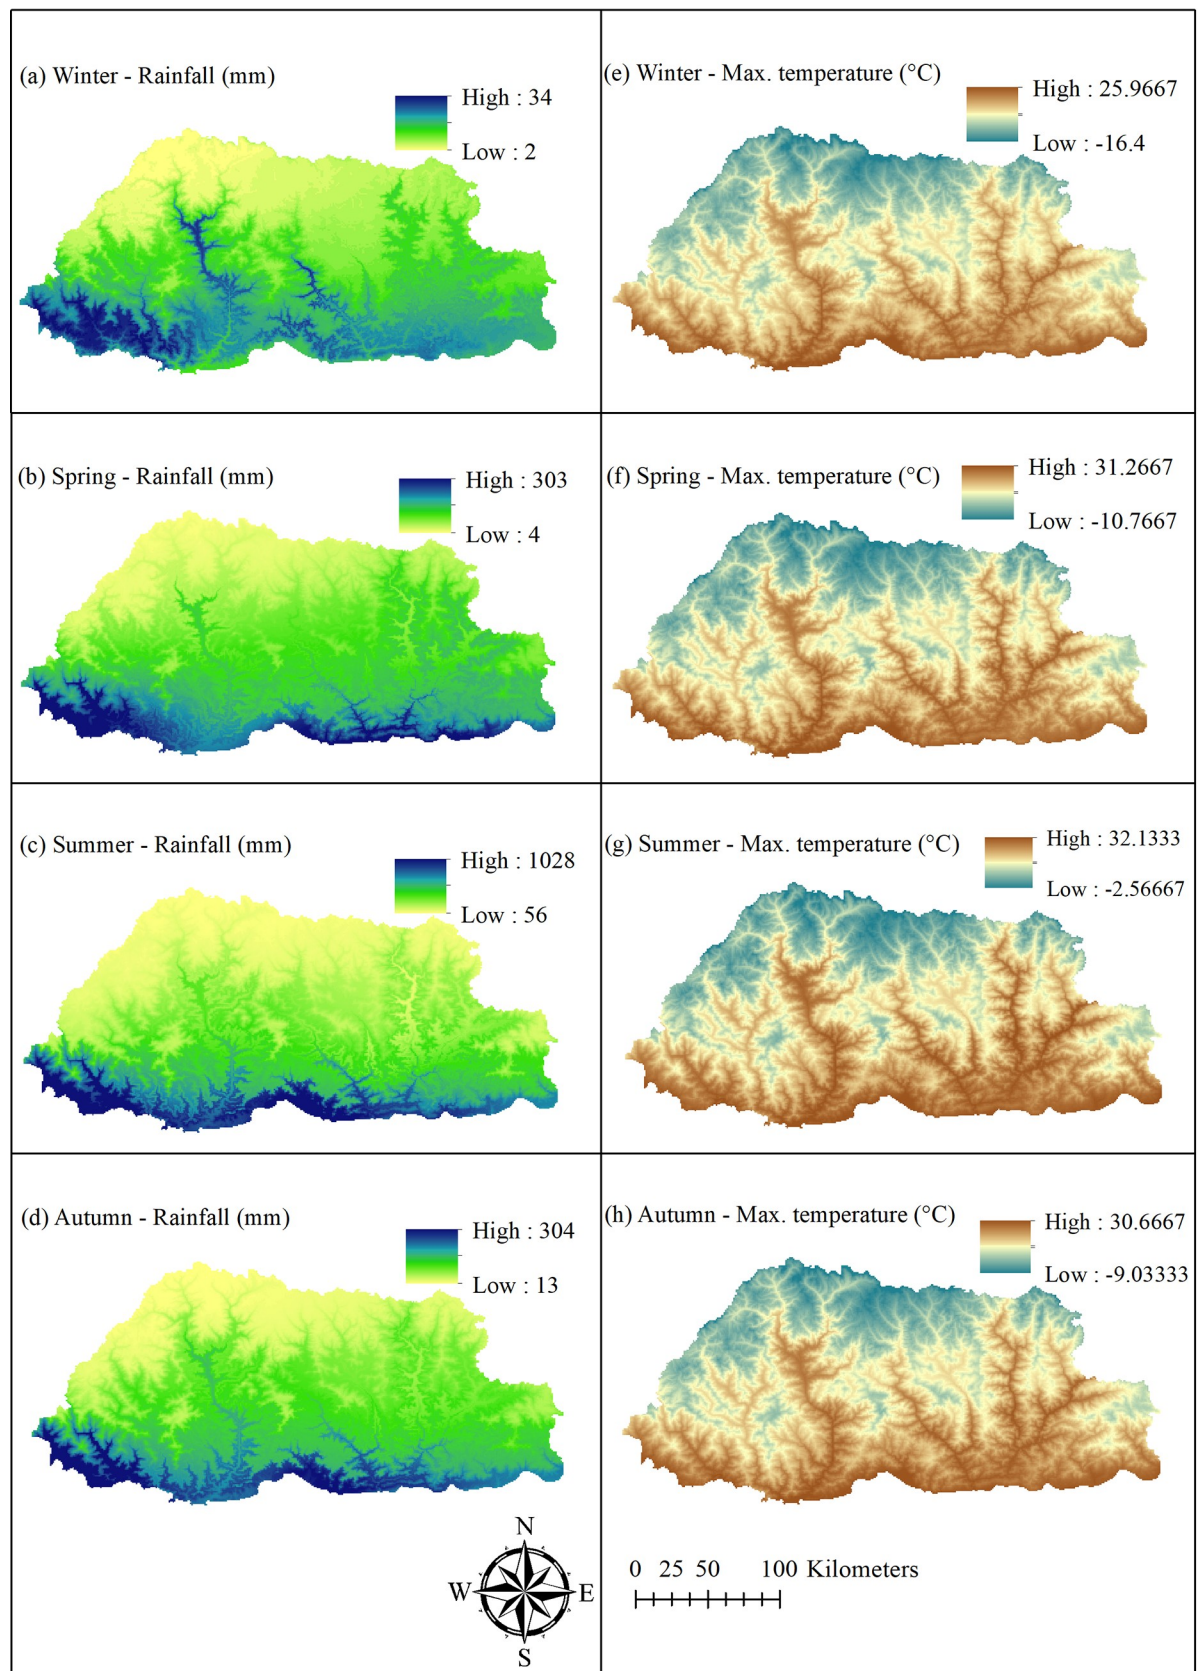 (a) Winter - Rainfall (mm)
High : 34
Low : 2
(e) Winter - Max. temperature (°C)
High : 25.9667
Low : -16.4
(b) Spring - Rainfall (mm)
High : 303
Low : 4
(f) Spring - Max. temperature (°C)
High : 31.2667
Low : -10.7667
(c) Summer - Rainfall (mm)
High : 1028
Low : 56
(g) Summer - Max. temperature (°C)
High : 32.1333
Low : -2.56667
(d) Autumn - Rainfall (mm)
High : 304
Low : 13
(h) Autumn - Max. temperature (°C)
High : 30.6667
Low : -9.03333
N
W E
S
0 25 50 100 Kilometers